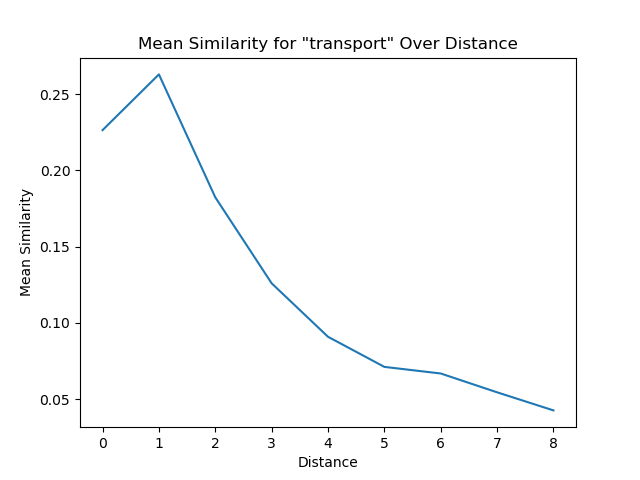 Mean Similarity for "transport" Over Distance
0.25
0.20
0.15
0.10
0.05
Mean Similarity
0 1 2 3 4 5 6 7 8
Distance